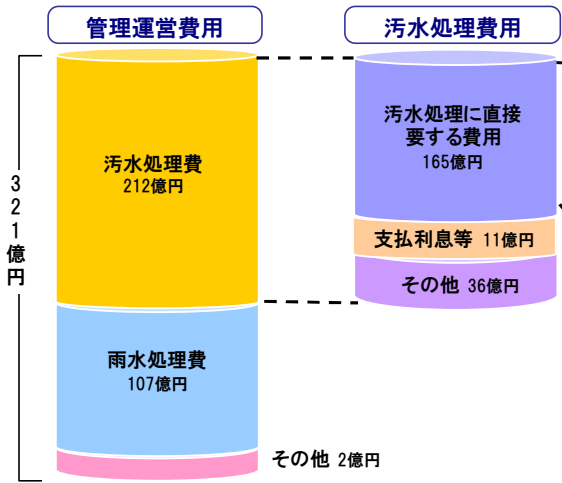 管理運営費用
汚水処理費用
321億円
汚水処理費
212億円
雨水処理費
107億円
その他 2億円
汚水処理に直接
要する費用
165億円
支払利息等 11億円
その他 36億円